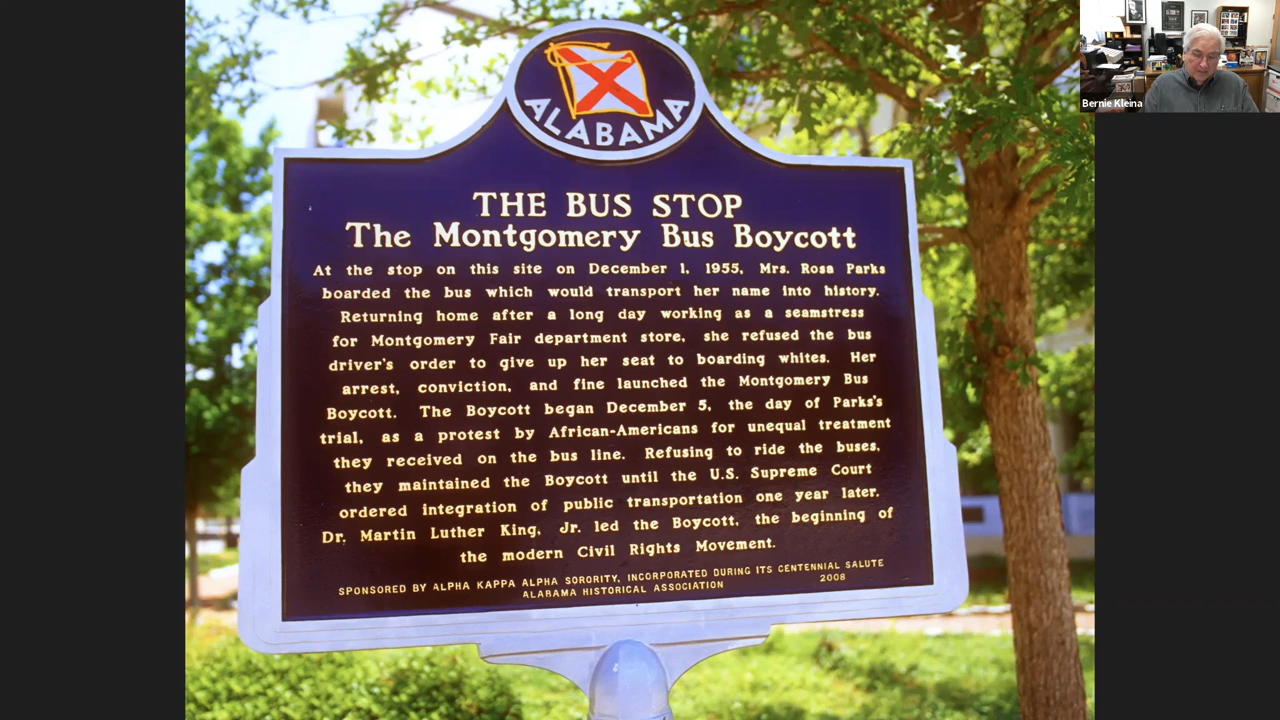 ALABAMA
THE BUS STOP
The Montgomery Bus Boycott
At the stop on this site on December 1, 1955, Mrs. Rosa Parks
boarded the bus which would transport her name into history.
Returning home after a long day working as a seamstress
for Montgomery Fair department store, she refused the bus
driver's order to give up her seat to boarding whites. Her
arrest, conviction, and fine launched the Montgomery Bus
Boycott. The Boycott began December 5, the day of Parks's
trial, as a protest by African-Americans for unequal treatment
they received on the bus line. Refusing to ride the buses,
they maintained the Boycott until the U.S. Supreme Court
ordered integration of public transportation one year later.
Dr. Martin Luther King, Jr. led the Boycott, the beginning of
the modern Civil Rights Movement.
SPONSORED BY ALPHA KAPPA ALPHA SORORITY, INCORPORATED DURING ITS CENTENNIAL SALUTE
ALABAMA HISTORICAL ASSOCIATION 2008
Bernie Kleina